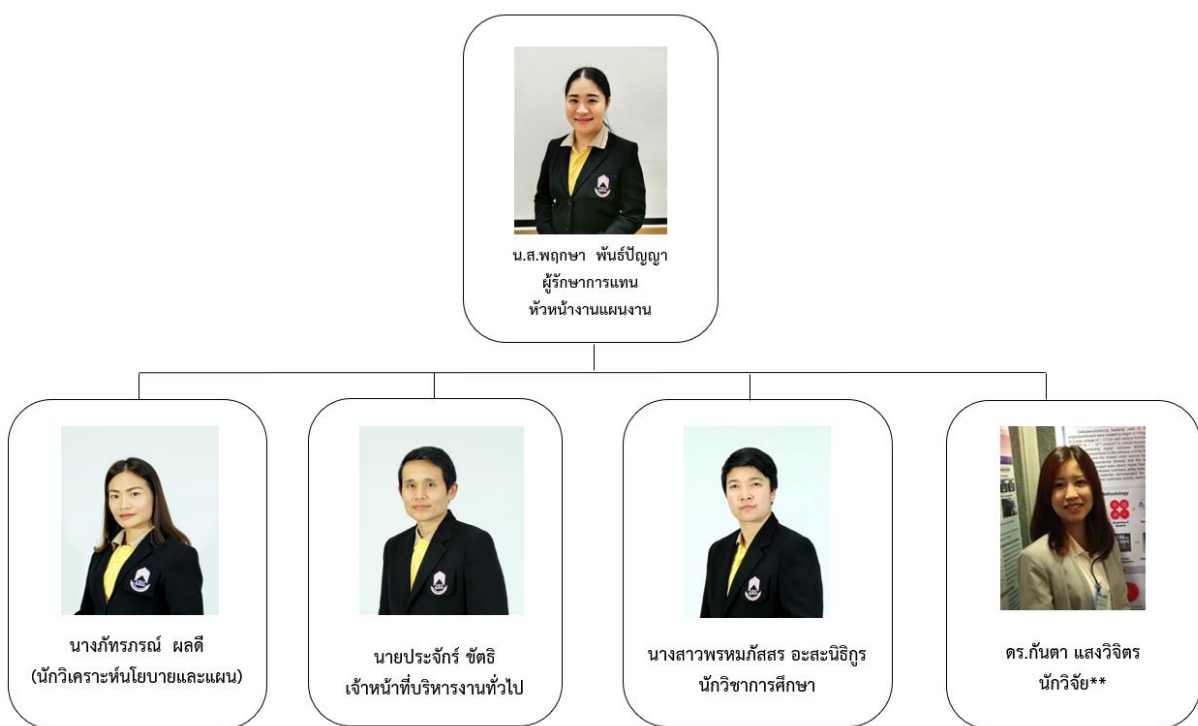 น.ส.พฤกษา พันธ์ปัญญา
ผู้รักษาการแทน
หัวหน้างานแผนงาน
นางภัทรภรณ์ ผลดี
(นักวิเคราะห์นโยบายและแผน)
นายประจักร์ ขัตธิ
เจ้าหน้าที่บริหารงานทั่วไป
นางสาวพรหมภัสสร อะสะนิธิกูร
นักวิชาการศึกษา
ดร.กันตา แสงวิจิตร
นักวิจัย**